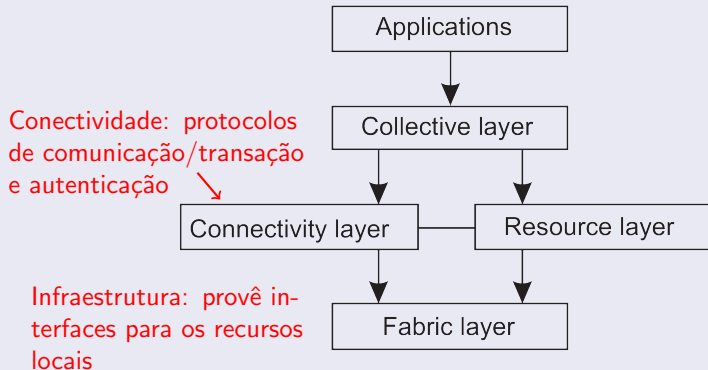 Applications
Collective layer
Conectividade: protocolos
de comunicação/transação
e autenticação
Connectivity layer
Resource layer
Infraestrutura: provê in-
terfaces para os recursos
locais
Fabric layer